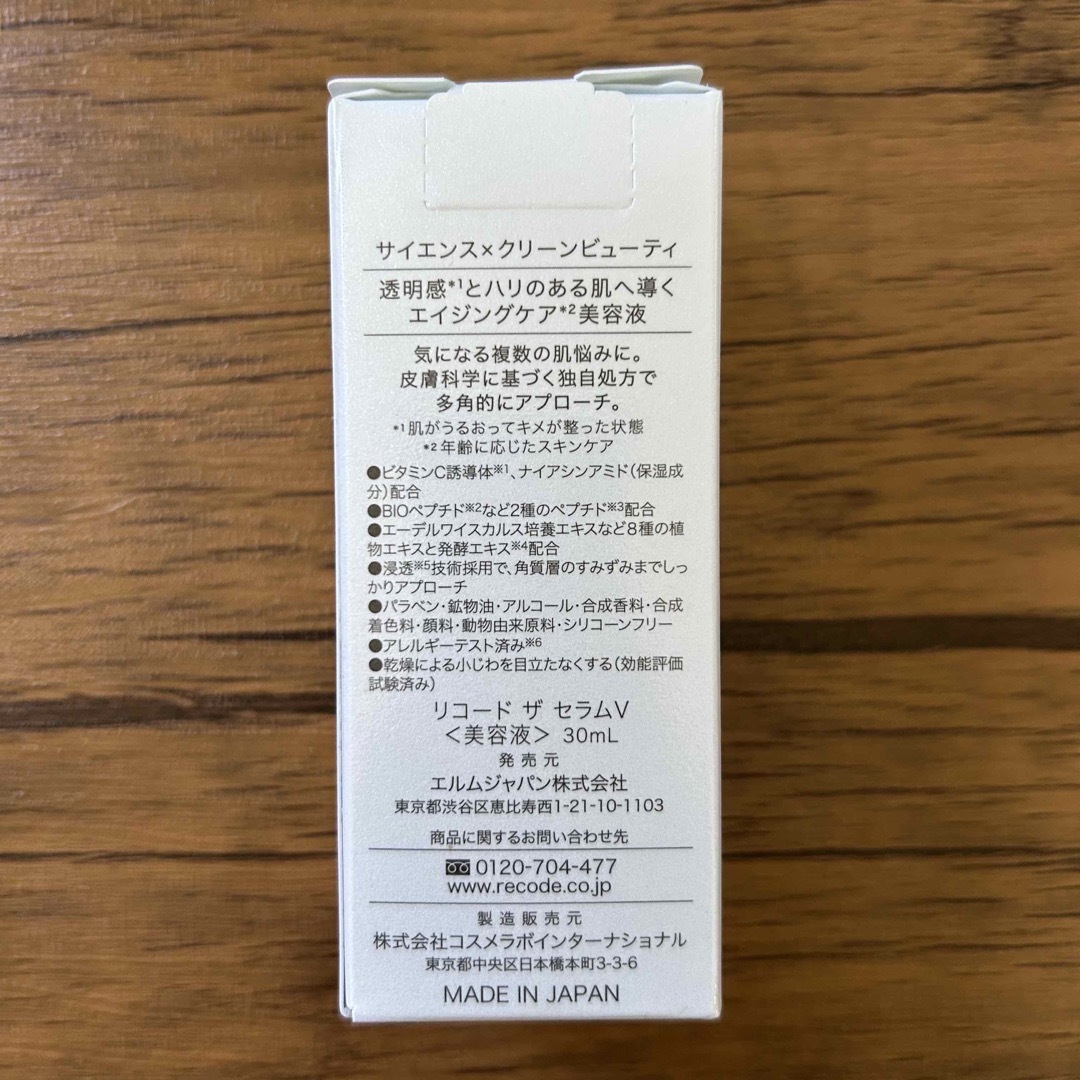 サイエンス×クリーンビューティ
透明感*1とハリのある肌へ導く
エイジングケア*2美容液
気になる複数の肌悩みに。
皮膚科学に基づく独自処方で
多角的にアプローチ。
*1肌がうるおってキメが整った状態
*2年齢に応じたスキンケア
●ビタミンC誘導体※1、ナイアシンアミド(保湿成
分)配合
●BIOペプチド※2など2種のペプチド※3配合
●エーデルワイスカルス培養エキスなど8種の植
物エキスと発酵エキス※4配合
●浸透※5技術採用で、角質層のすみずみまでしっ
かりアプローチ
●パラベン・鉱物油・アルコール・合成香料・合成
着色料・顔料・動物由来原料・シリコーンフリー
●アレルギーテスト済み※6
●乾燥による小じわを目立たなくする(効能評価
試験済み)
リコード ザ セラムV
<美容液> 30mL
発売元
エルムジャパン株式会社
東京都渋谷区恵比寿西1-21-10-1103
商品に関するお問い合わせ先
0120-704-477
www.recode.co.jp
製造販売元
株式会社コスメラボインターナショナル
東京都中央区日本橋本町3-3-6
MADE IN JAPAN